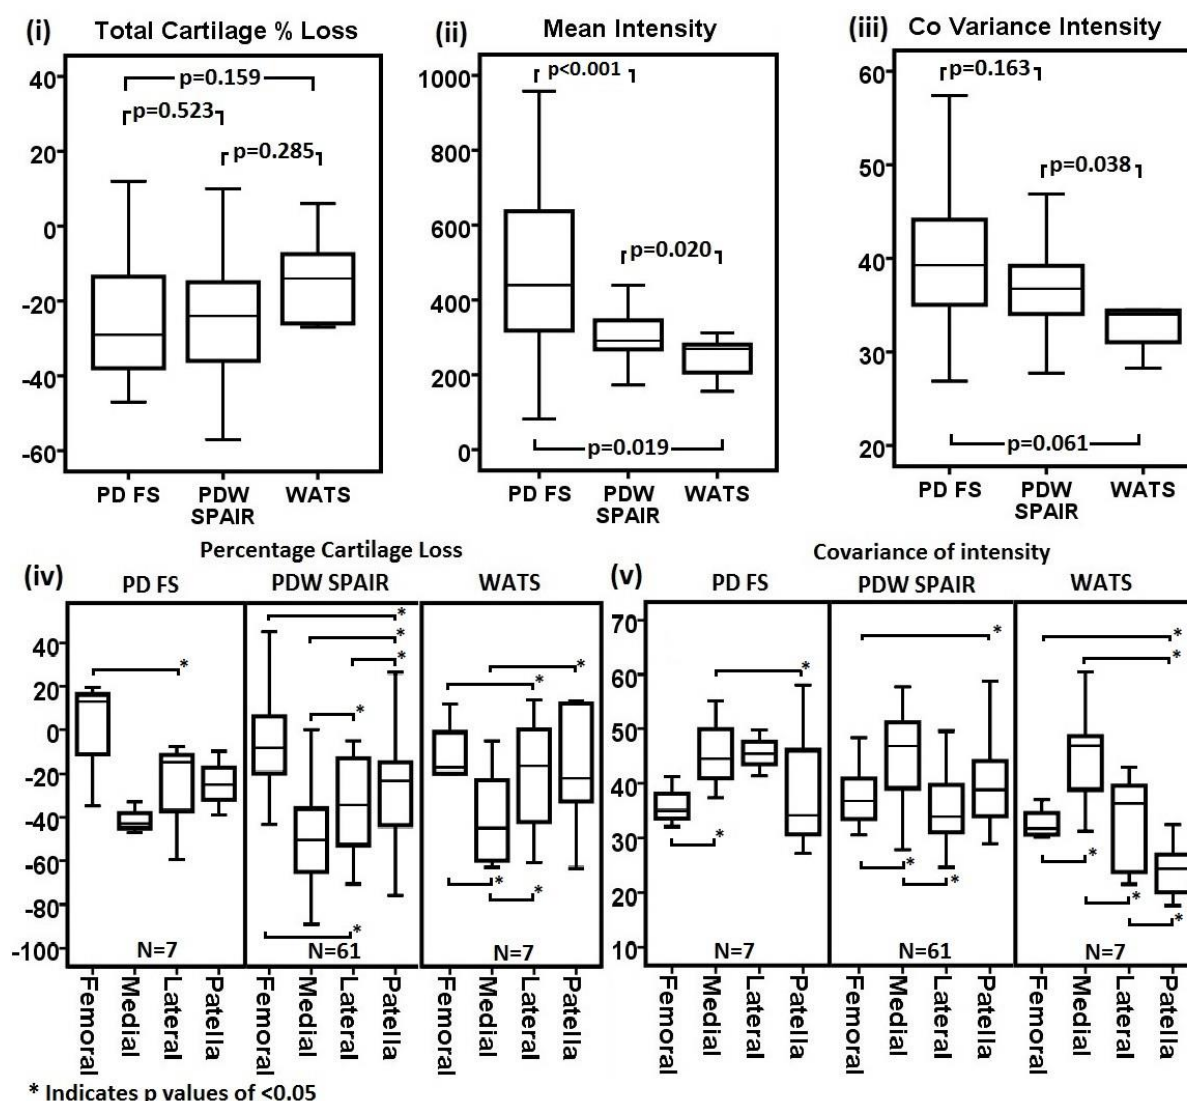 (i) Total Cartilage % Loss
40
20
0
-20
-40
-60
p=0.159
p=0.523
p=0.285
PD FS PDW SPAIR WATS
(ii) Mean Intensity
1000
800
600
400
200
0
p<0.001
p=0.020
p=0.019
PD FS PDW SPAIR WATS
(iii) Co Variance Intensity
60
50
40
30
20
p=0.163
p=0.038
p=0.061
PD FS PDW SPAIR WATS
(iv) Percentage Cartilage Loss
PD FS PDW SPAIR WATS
40
20
0
-20
-40
-60
-80
-100
* * * * * * * * * * *
N=7 N=61 N=7
Femoral Medial Lateral Patella Femoral Medial Lateral Patella Femoral Medial Lateral Patella
(v) Covariance of intensity
PD FS PDW SPAIR WATS
70
60
50
40
30
20
10
* * * * * * * * * *
N=7 N=61 N=7
Femoral Medial Lateral Patella Femoral Medial Lateral Patella Femoral Medial Lateral Patella
* Indicates p values of <0.05